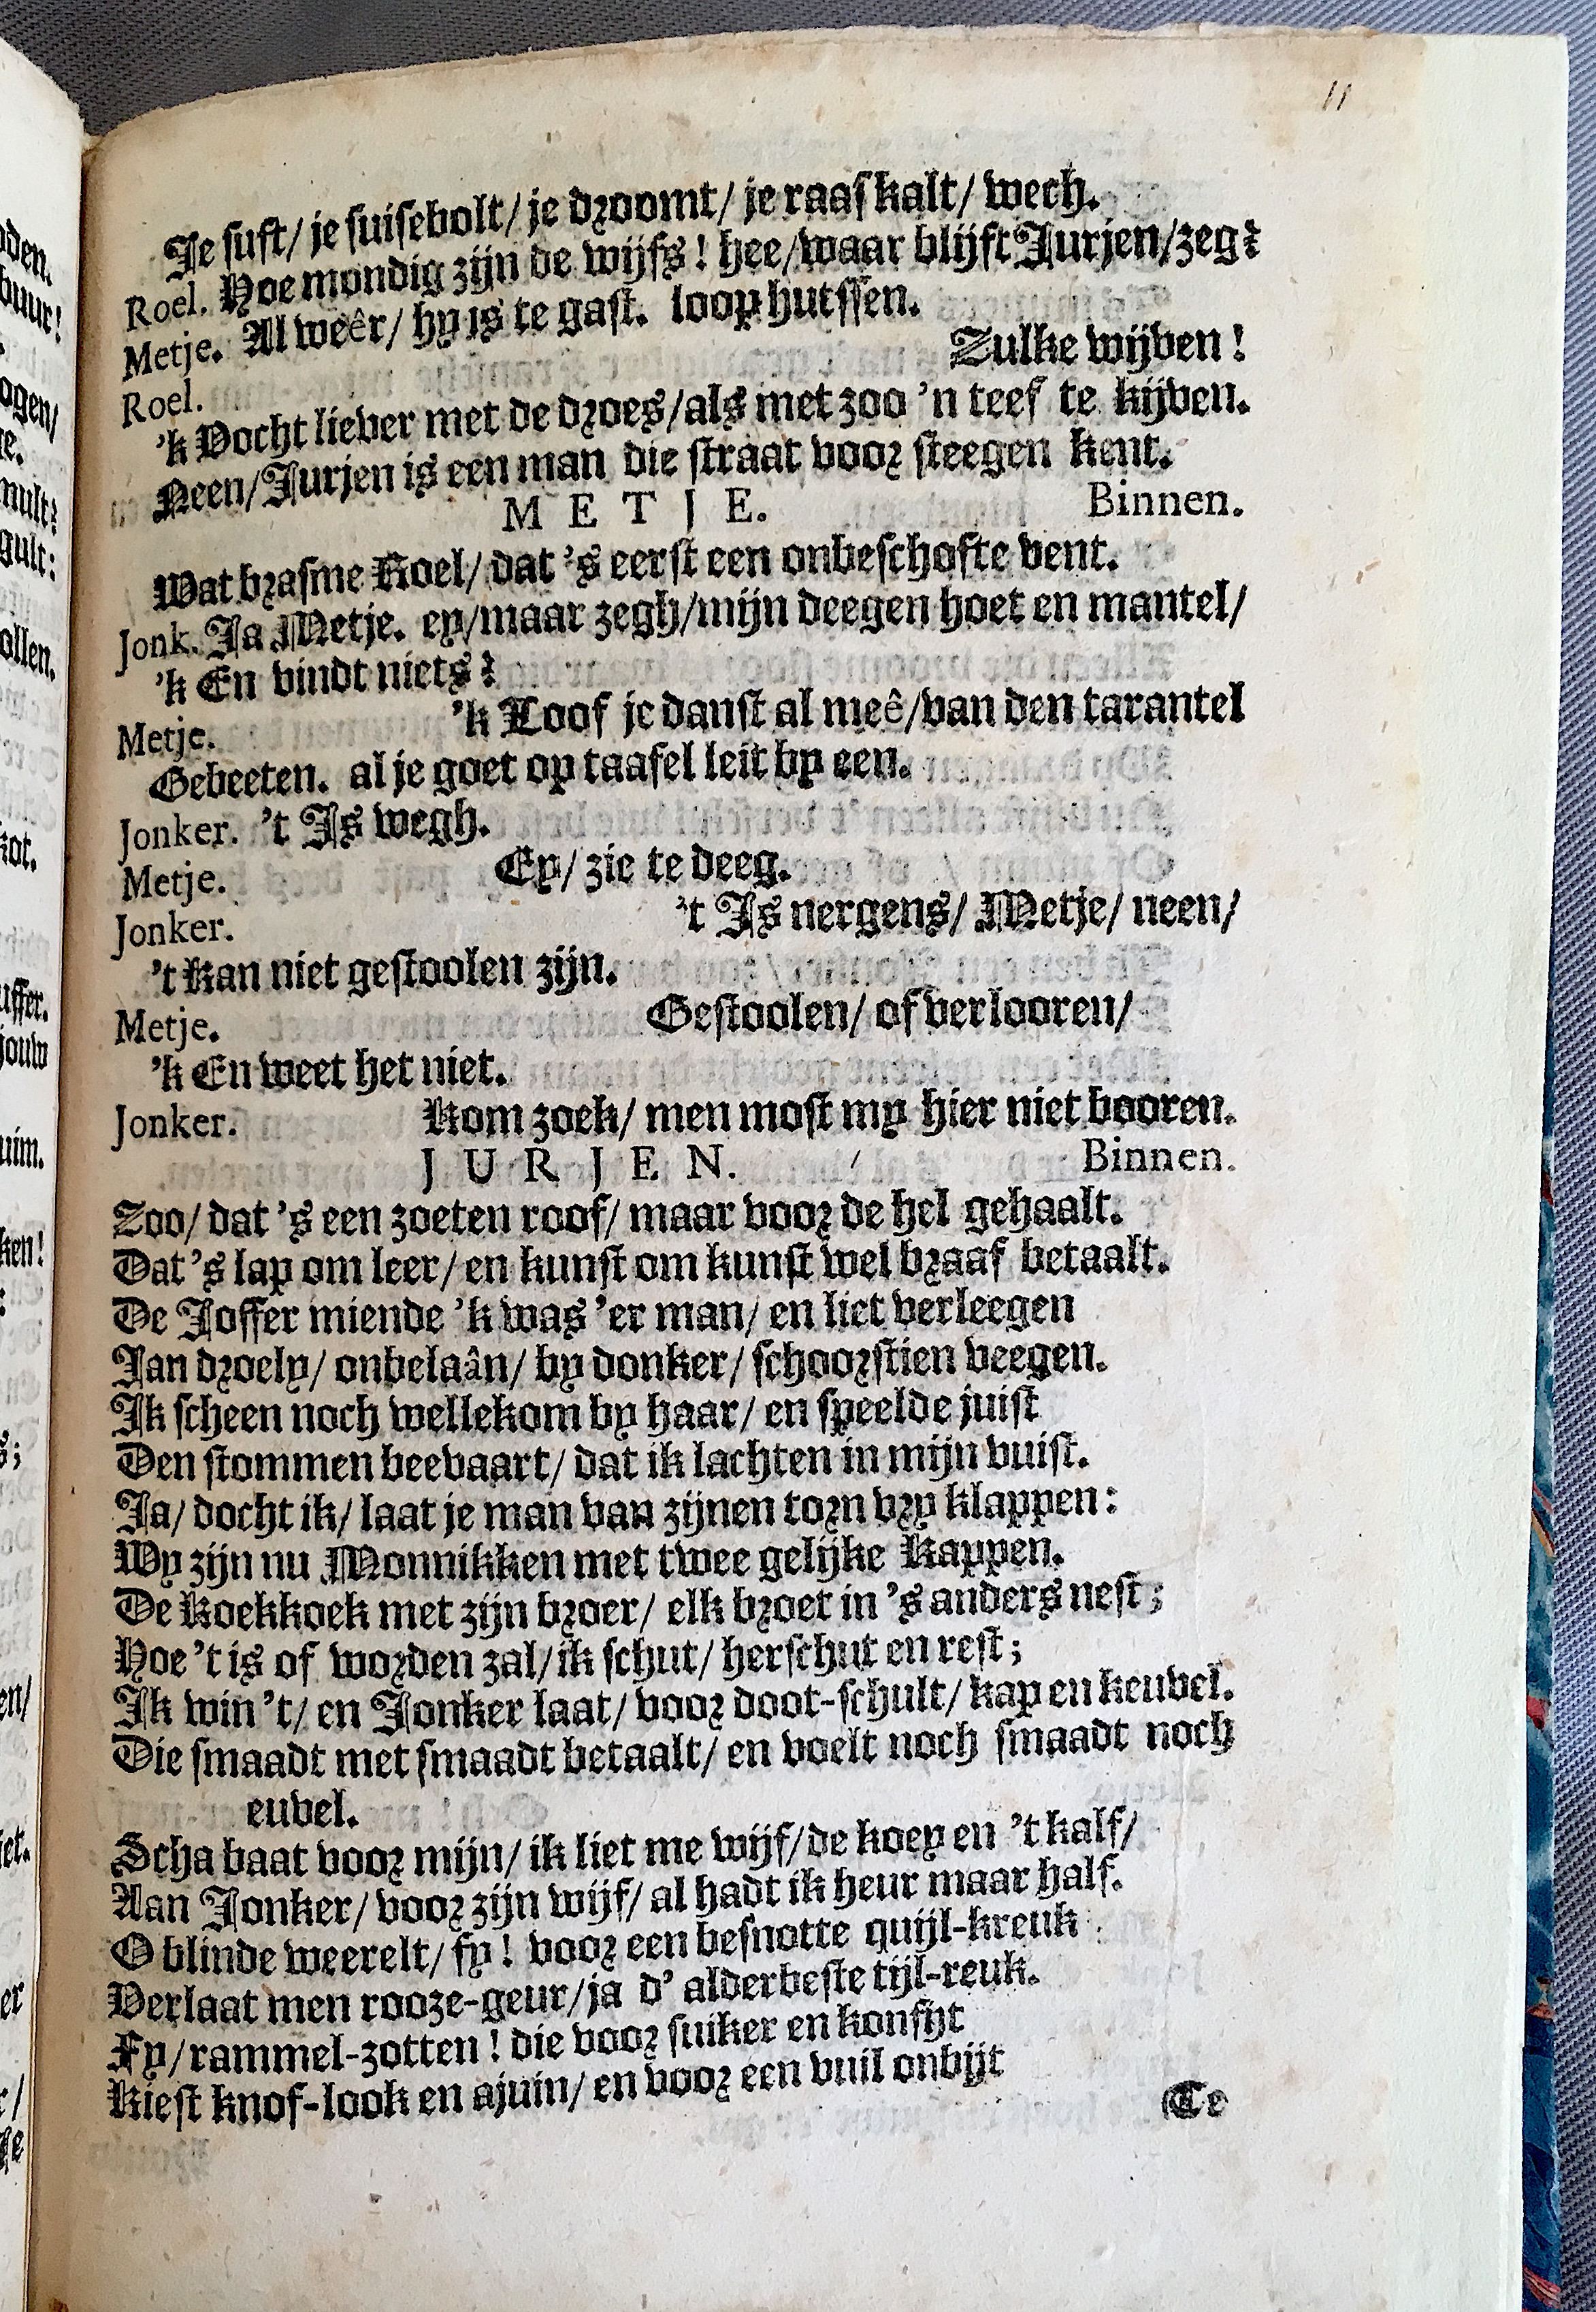 11
Je suft/ je suisebolt/ je droomt/ je raaskalt/ wech.
Roel. Hoe mondig zijn de wijfs! hee/waar blijft Jurjen/zeg?
Metje. Al weêr/ hy is te gast. loop hutssen.
Roel. Zulke wijven!
'k Vocht liever met de droes/als met zoo 'n teef te kijven.
Neen/Jurjen is een man die straat voor steegen kent.
METJE. Binnen.
Wat brasme Roel/ dat 's eerst een onbeschofte vent.
Jonk. Ja Metje. ey/maar zegh/mijn deegen hoet en mantel/
'k En vindt niets?
Metje. 'k Loof je danst al meê/van den tarantel
Gebeeten. al je goet op taafel leit by een.
Jonker. 't Is wegh.
Metje. Ey/ zie te deeg.
Jonker. 't Is nergens/ Metje/ neen/
't kan niet gestoolen zijn.
Metje. Gestoolen/ of verlooren/
'k En weet het niet.
Jonker. Kom zoek/ men most my hier niet booren.
JURJEN. Binnen.
Zoo/ dat 's een zoeten roof/ maar voor de hel gehaalt.
Dat 's lap om leer/ en kunst om kunst wel braaf betaalt.
De Joffer miende 'k was 'er man/ en liet verleegen
Jan droely/ onbelaân/ by donker/ schoorstien veegen.
Ik scheen noch wellekom by haar/ en speelde juist
Den stommen beevaart/ dat ik lachten in mijn vuist.
Ja/ docht ik/ laat je man van zijnen torn vry klappen:
Wy zijn nu Monnikken met twee gelijke kappen.
De koekkoek met zijn broer/ elk broet in 's anders nest;
Hoe 't is of worden zal/ik schut/ herschut en rest;
Ik win 't/ en Jonker laat/ voor doot-schult/ kap en keuvel.
Die smaadt met smaadt betaalt/ en voelt noch smaadt noch
euvel.
Scha baat voor mijn/ ik liet me wijf/de koey en 't kalf/
Aan Jonker/ voor zijn wijf/ al hadt ik heur maar half.
O blinde weerelt/ fy! voor een besnotte quijl-kreuk
Verlaat men rooze-geur/ja d' alderbeste tijl-reuk.
Fy/rammel-zotten! die voor suiker en konfijt
Kiest knof-look en ajuin/ en voor een vuil onbijt
Te